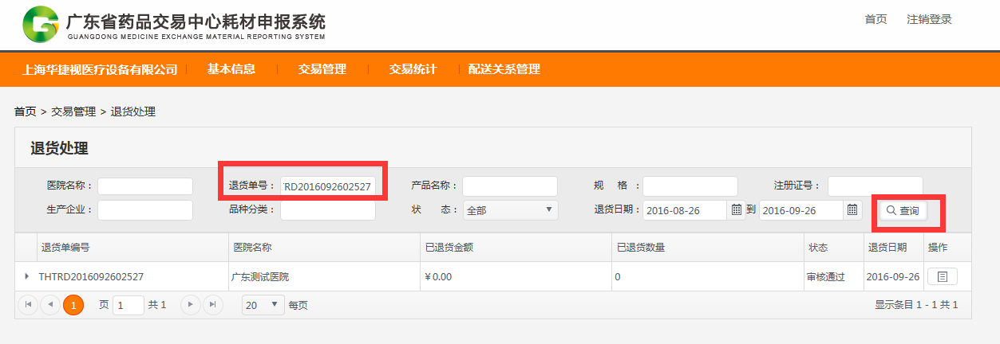 广东省药品交易中心耗材申报系统
GUANGDONG MEDICINE EXCHANGE MATERIAL REPORTING SYSTEM
首页 注销登录
上海华捷视医疗设备有限公司 基本信息 交易管理 交易统计 配送关系管理
首页 > 交易管理 > 退货处理
退货处理
医院名称： 退货单号： RD2016092602527 产品名称： 规 格： 注册证号：
生产企业： 品种分类： 状 态： 全部 退货日期： 2016-08-26 到 2016-09-26 查询
退货单编号 医院名称 已退货金额 已退货数量 状态 退货日期 操作
THTRD2016092602527 广东测试医院 ￥0.00 0 审核通过 2016-09-26
1 页 1 共 1 20 每页 显示条目 1 - 1 共 1